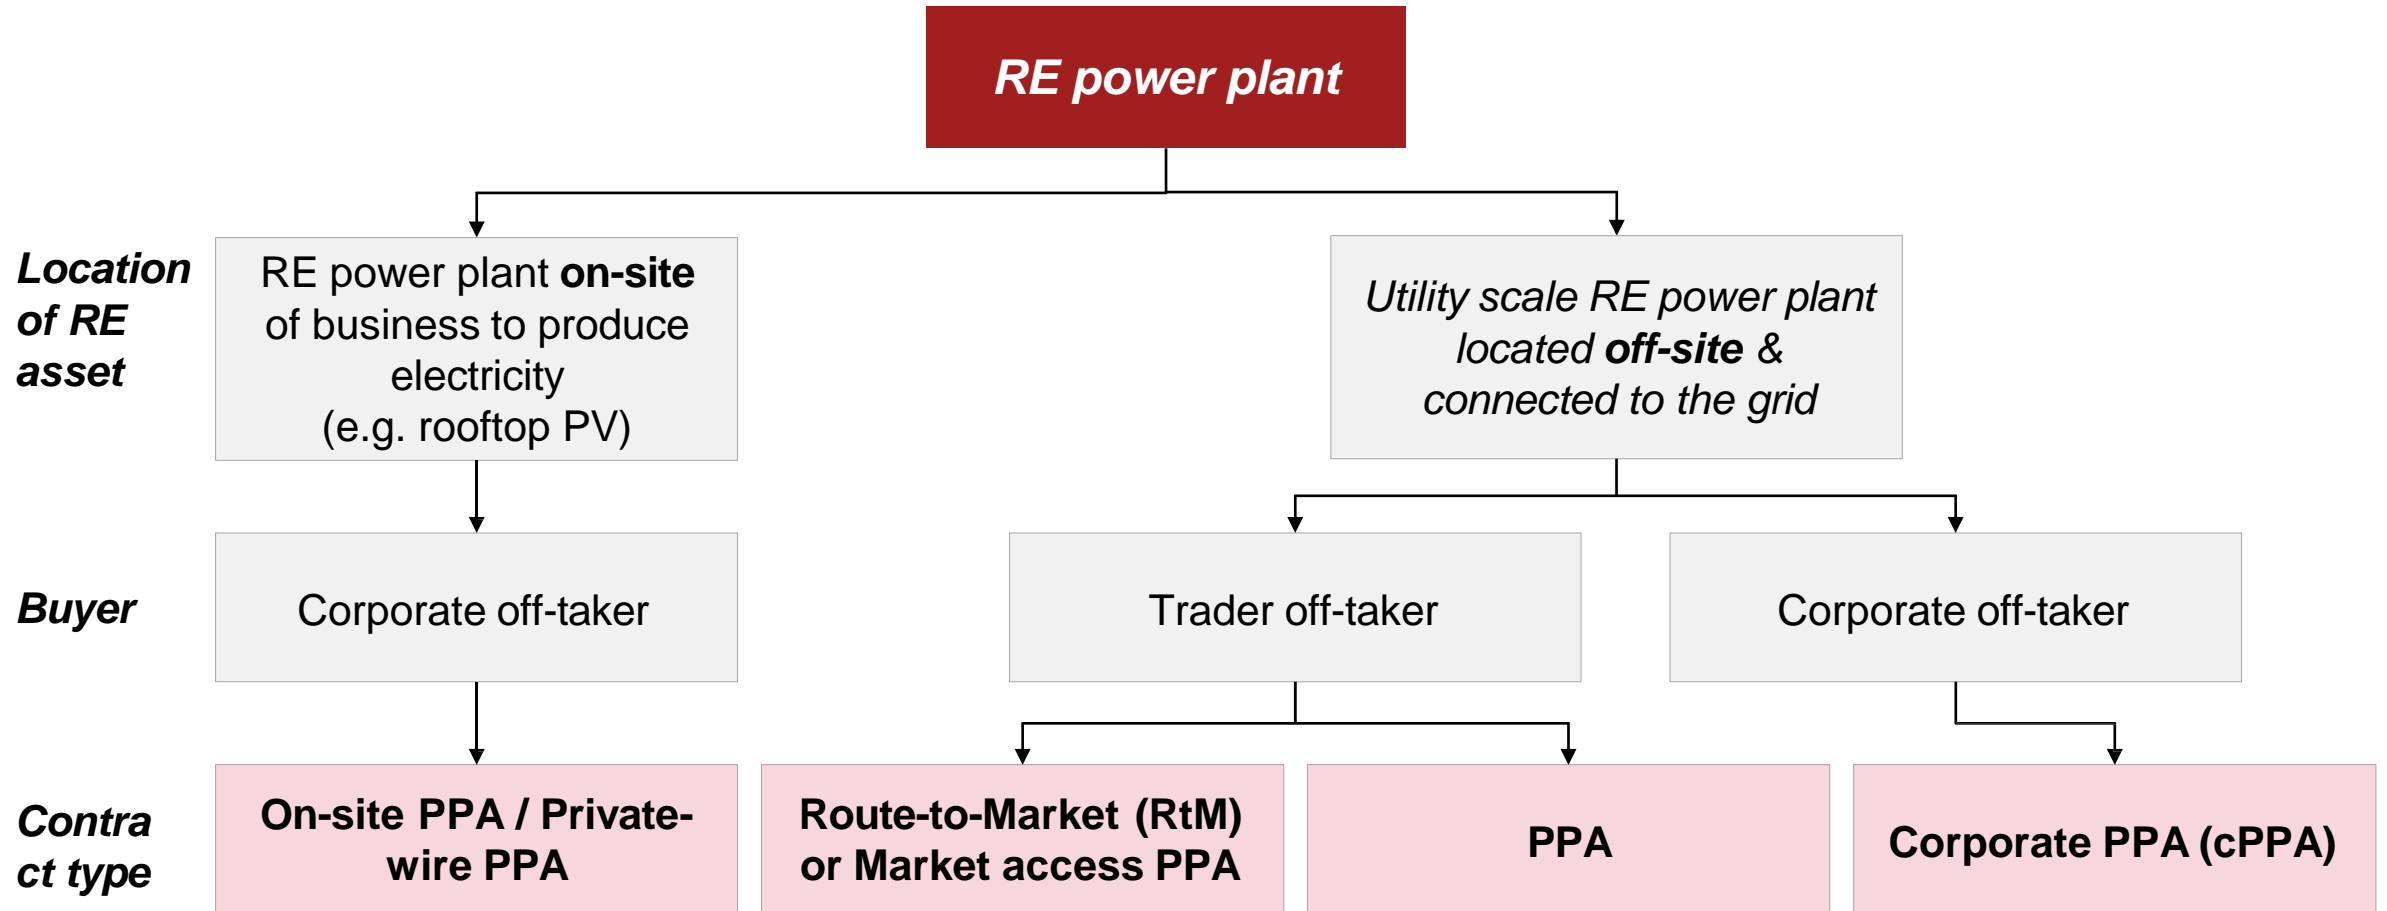 RE power plant
Location
of RE
asset
RE power plant on-site
of business to produce
electricity
(e.g. rooftop PV)
Utility scale RE power plant
located off-site &
connected to the grid
Buyer
Corporate off-taker
Trader off-taker
Corporate off-taker
Contra
ct type
On-site PPA / Private-
wire PPA
Route-to-Market (RtM)
or Market access PPA
PPA
Corporate PPA (cPPA)